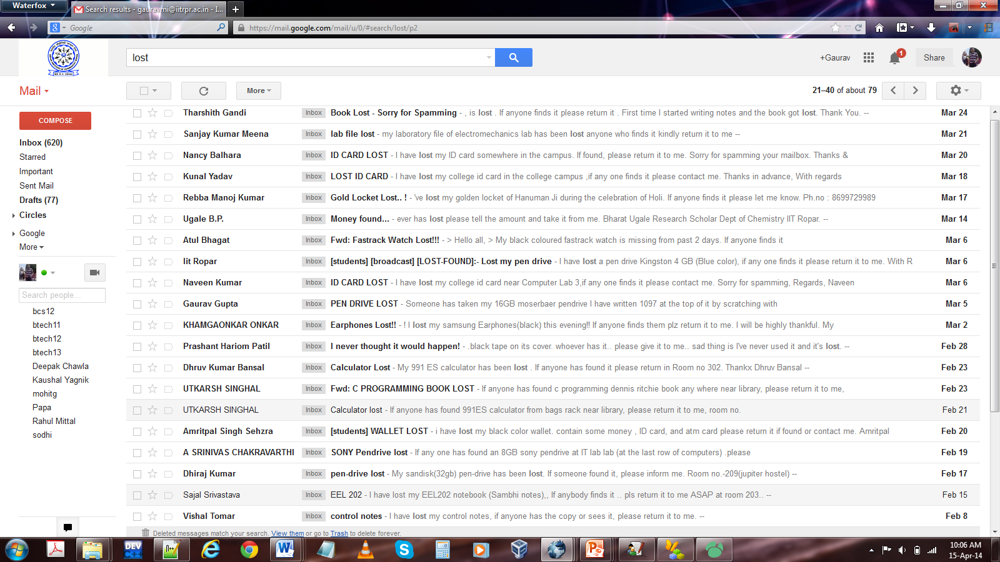 Waterfox
Search results - gauravmi@iitrpr.ac.in - I...
Google
https://mail.google.com/mail/u/0/#search/lost/p2
lost
+Gaurav
1
Share
Mail
More
21–40 of about 79
COMPOSE
Inbox (620)
Starred
Important
Sent Mail
Drafts (77)
Circles
Google
More
Search people...
bcs12
btech11
btech12
btech13
Deepak Chawla
Kaushal Yagnik
mohitg
Papa
Rahul Mittal
sodhi
Tharshith Gandi Inbox Book Lost - Sorry for Spamming - , is lost . If anyone finds it please return it . First time I started writing notes and the book got lost. Thank You. -- Mar 24
Sanjay Kumar Meena Inbox lab file lost - my laboratory file of electromechanics lab has been lost anyone who finds it kindly return it to me -- Mar 21
Nancy Balhara Inbox ID CARD LOST - I have lost my ID card somewhere in the campus. If found, please return it to me. Sorry for spamming your mailbox. Thanks & Mar 20
Kunal Yadav Inbox LOST ID CARD - I have lost my college id card in the college campus ,if any one finds it please contact me. Thanks in advance, With regards Mar 18
Rebba Manoj Kumar Inbox Gold Locket Lost.. ! - 've lost my golden locket of Hanuman Ji during the celebration of Holi. If anyone finds it please let me know. Ph.no : 8699729989 Mar 17
Ugale B.P. Inbox Money found... - ever has lost please tell the amount and take it from me. Bharat Ugale Research Scholar Dept of Chemistry IIT Ropar. -- Mar 14
Atul Bhagat Inbox Fwd: Fastrack Watch Lost!!! - > Hello all, > My black coloured fastrack watch is missing from past 2 days. If anyone finds it Mar 6
Iit Ropar Inbox [students] [broadcast] [LOST-FOUND]:- Lost my pen drive - I have lost a pen drive Kingston 4 GB (Blue color), if any one finds it please return it to me. With R Mar 6
Naveen Kumar Inbox ID CARD LOST - I have lost my college id card near Computer Lab 3,if any one finds it please contact me. Sorry for spamming, Regards, Naveen Mar 6
Gaurav Gupta Inbox PEN DRIVE LOST - Someone has taken my 16GB moserbaer pendrive I have written 1097 at the top of it by scratching with Mar 5
KHAMGAONKAR ONKAR Inbox Earphones Lost!! - ! I lost my samsung Earphones(black) this evening!! If anyone finds them plz return it to me. I will be highly thankful. My Mar 2
Prashant Hariom Patil Inbox I never thought it would happen! - .black tape on its cover. whoever has it.. please give it to me.. sad thing is I've never used it and it's lost. -- Feb 28
Dhruv Kumar Bansal Inbox Calculator Lost - My 991 ES calculator has been lost . If anyone has found it please return in Room no 302. Thankx Dhruv Bansal -- Feb 23
UTKARSH SINGHAL Inbox Fwd: C PROGRAMMING BOOK LOST - If anyone has found c programming dennis ritchie book any where near library, please return it to me, Feb 23
UTKARSH SINGHAL Inbox Calculator lost - If anyone has found 991ES calculator from bags rack near library, please return it to me, room no. Feb 21
Amritpal Singh Sehzra Inbox [students] WALLET LOST - i have lost my black color wallet. contain some money , ID card, and atm card please return it if found or contact me. Amritpal Feb 20
A SRINIVAS CHAKRAVARTHI Inbox SONY Pendrive lost - If any one has found an 8GB sony pendrive at IT lab lab (at the last row of computers) .please Feb 19
Dhiraj Kumar Inbox pen-drive lost - My sandisk(32gb) pen-drive has been lost. If someone found it, please inform me. Room no.-209(jupiter hostel) -- Feb 17
Sajal Srivastava Inbox EEL 202 - I have lost my EEL202 notebook (Sambhi notes),, If anybody finds it .. pls return it to me ASAP at room 203.. -- Feb 15
Vishal Tomar Inbox control notes - I have lost my control notes, if anyone has the copy or sees it, please return it to me. -- Feb 8
Deleted messages match your search. View them or go to Trash to delete forever.
DEV C++
10:06 AM
15-Apr-14